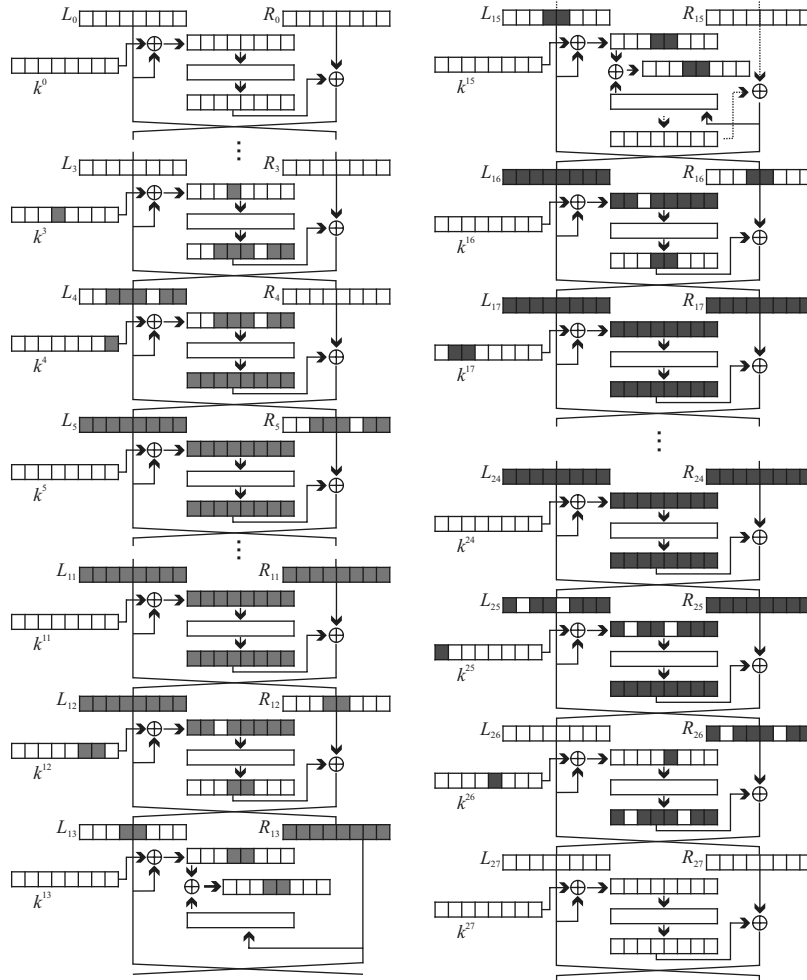 L0 R0
k0
⋮
L3 R3
k3
L4 R4
k4
L5 R5
k5
⋮
L11 R11
k11
L12 R12
k12
L13 R13
k13
L15 R15
k15
L16 R16
k16
L17 R17
k17
⋮
L24 R24
k24
L25 R25
k25
L26 R26
k26
L27 R27
k27